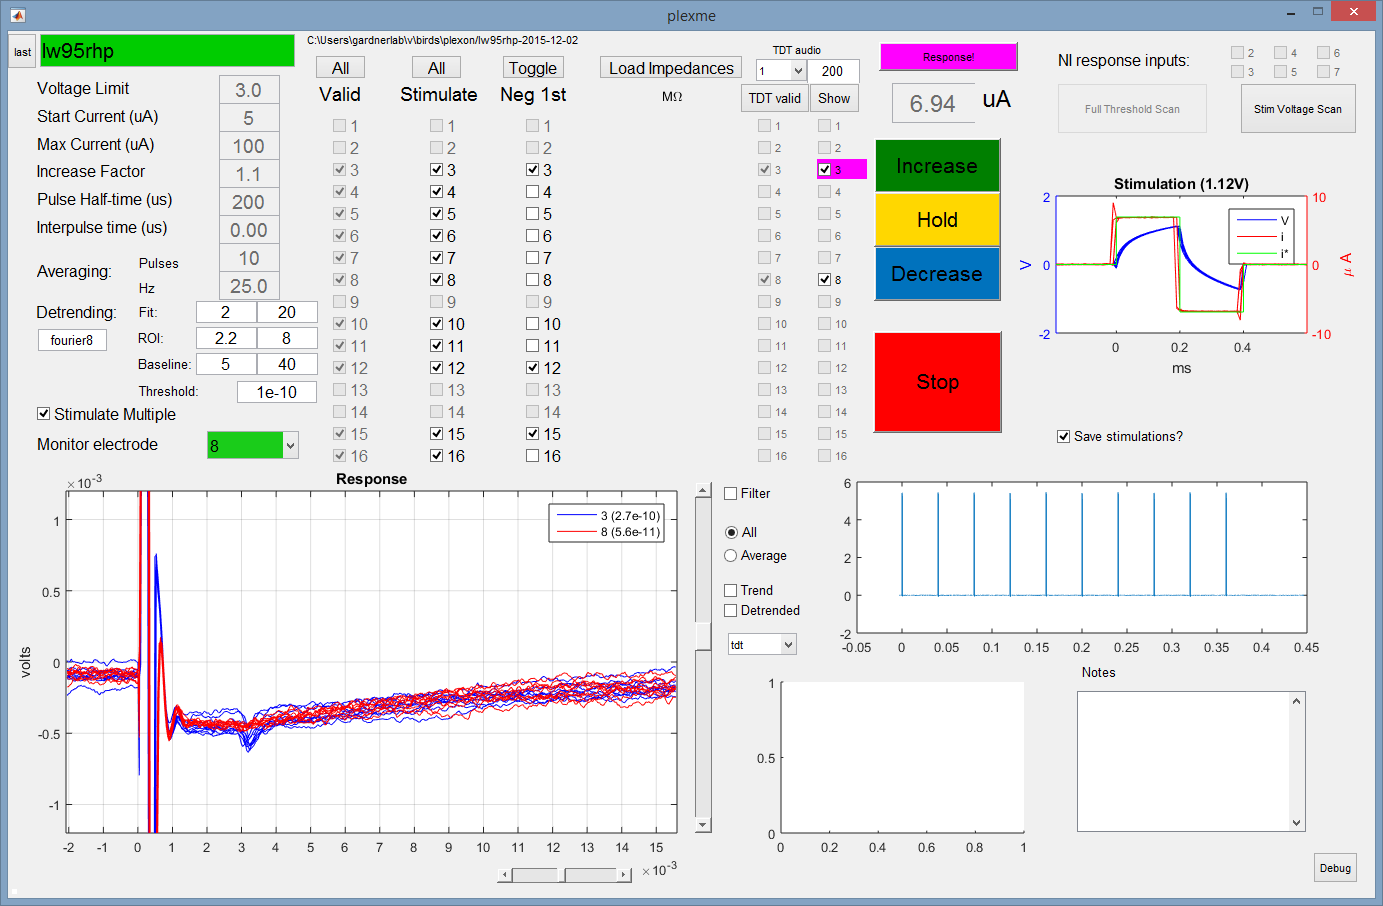 plexme
last
lw95rhp
C:\Users\gardnerlab\v\birds\plexon/lw95rhp-2015-12-02
Voltage Limit 3.0
Start Current (uA) 5
Max Current (uA) 100
Increase Factor 1.1
Pulse Half-time (us) 200
Interpulse time (us) 0.00
Averaging: Pulses 10
Hz 25.0
Detrending: Fit: 2 20
fourier8 ROI: 2.2 8
Baseline: 5 40
Threshold: 1e-10
Stimulate Multiple
Monitor electrode 8
All All Toggle Load Impedances
Valid Stimulate Neg 1st MΩ
1 1 1
2 2 2
3 3 3
4 4 4
5 5 5
6 6 6
7 7 7
8 8 8
9 9 9
10 10 10
11 11 11
12 12 12
13 13 13
14 14 14
15 15 15
16 16 16
TDT audio
1 200
TDT valid Show
1 1
2 2
3 3
4 4
5 5
6 6
7 7
8 8
9 9
10 10
11 11
12 12
13 13
14 14
15 15
16 16
Response!
6.94 uA
Increase
Hold
Decrease
Stop
NI response inputs:
2 4 6
3 5 7
Full Threshold Scan Stim Voltage Scan
Stimulation (1.12V)
2 10
V 0 0 μ A
-2 -10
V
i
i*
0 0.2 0.4
ms
Save stimulations?
Response
×10⁻³
3 (2.7e-10)
8 (5.6e-11)
1
0.5
0
-0.5
-1
volts
-2 -1 0 1 2 3 4 5 6 7 8 9 10 11 12 13 14 15
×10⁻³
Filter
All
Average
Trend
Detrended
tdt
6
4
2
0
-2
-0.05 0 0.05 0.1 0.15 0.2 0.25 0.3 0.35 0.4 0.45
1
0.5
0
0 0.2 0.4 0.6 0.8 1
Notes
Debug